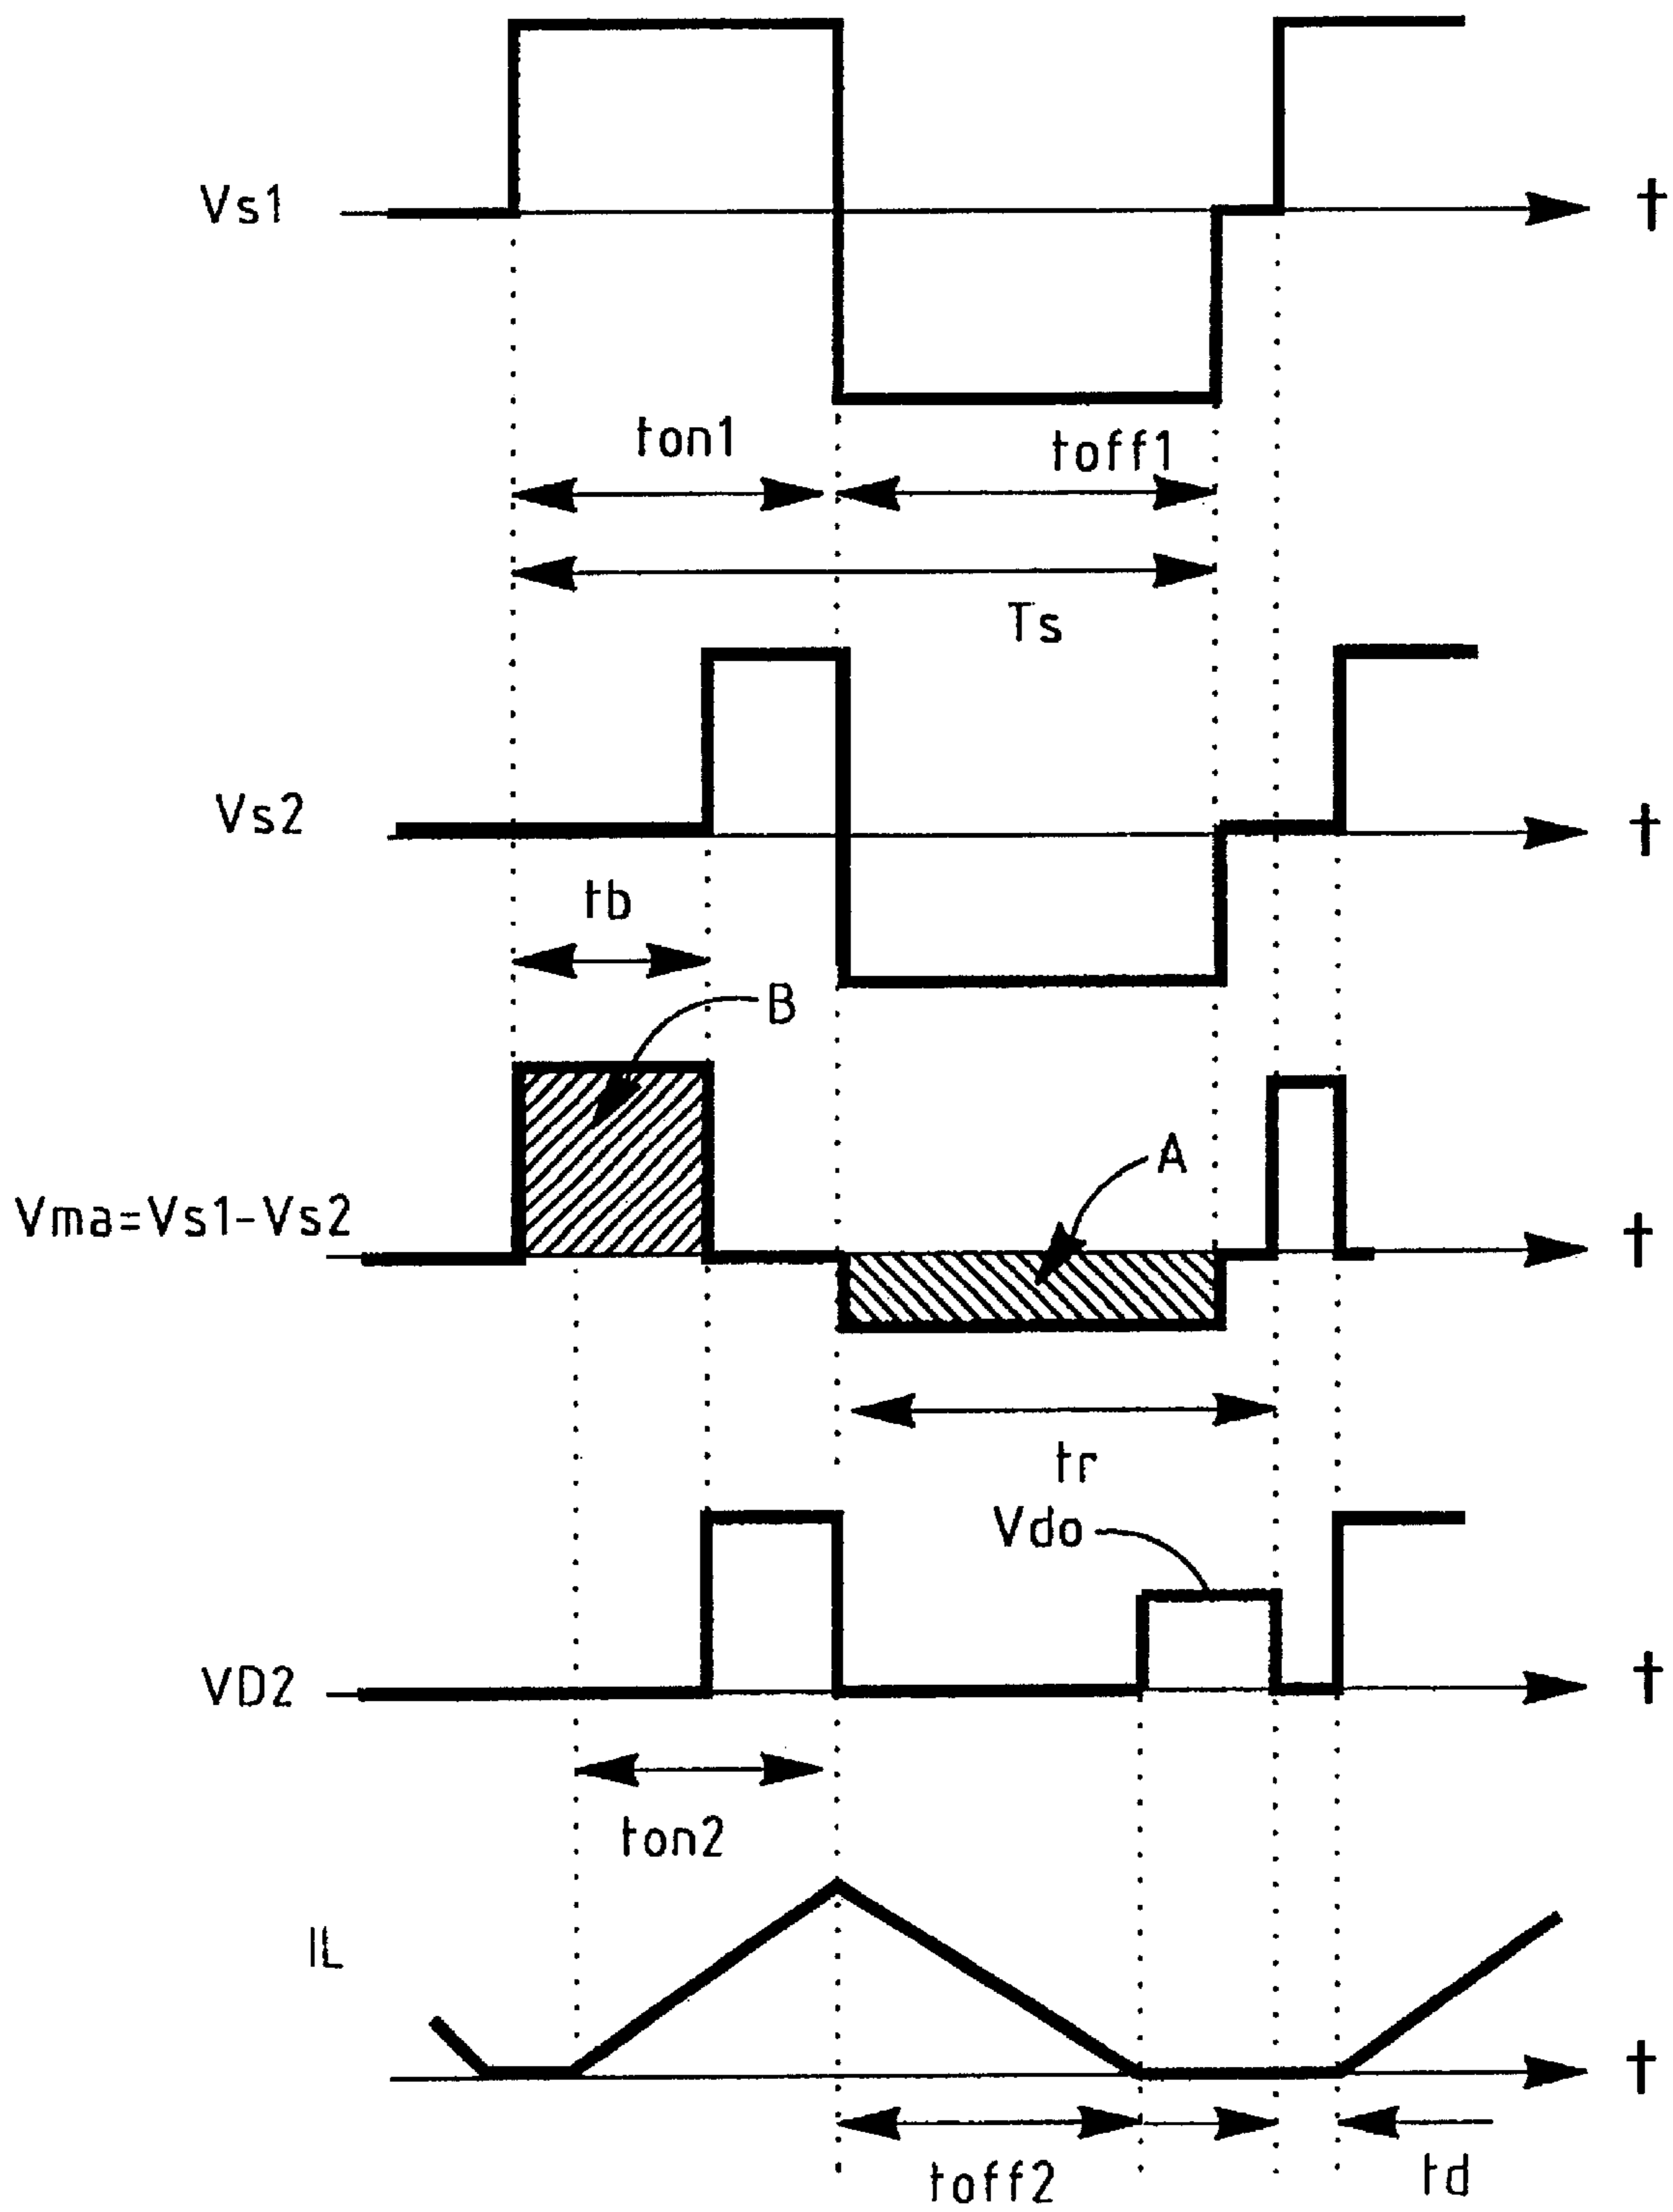 Vs1
t
ton1
toff1
Ts
Vs2
t
tb
B
A
Vma=Vs1-Vs2
t
tr
Vdo
VD2
t
ton2
IL
t
toff2
td